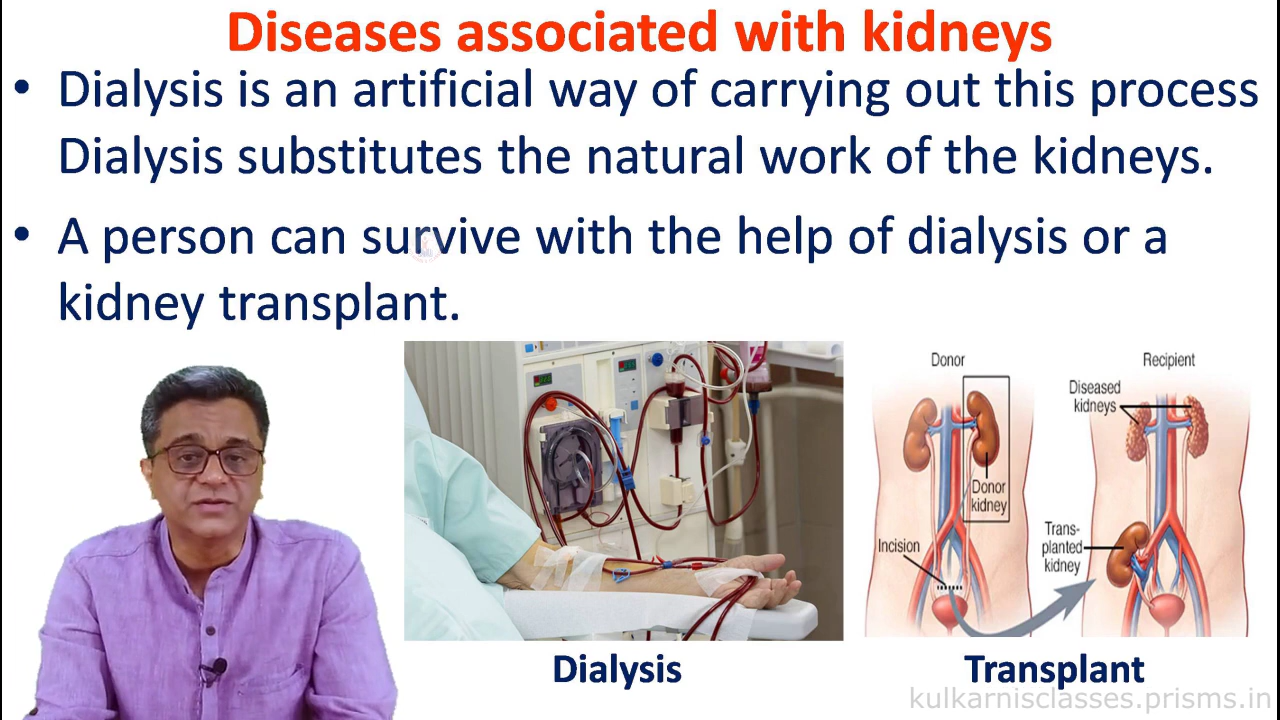 Diseases associated with kidneys
• Dialysis is an artificial way of carrying out this process
Dialysis substitutes the natural work of the kidneys.
• A person can survive with the help of dialysis or a
kidney transplant.
Donor
Recipient
Diseased
kidneys
Donor
kidney
Incision
Trans-
planted
kidney
Dialysis
Transplant
kulkarnisclasses.prisms.in